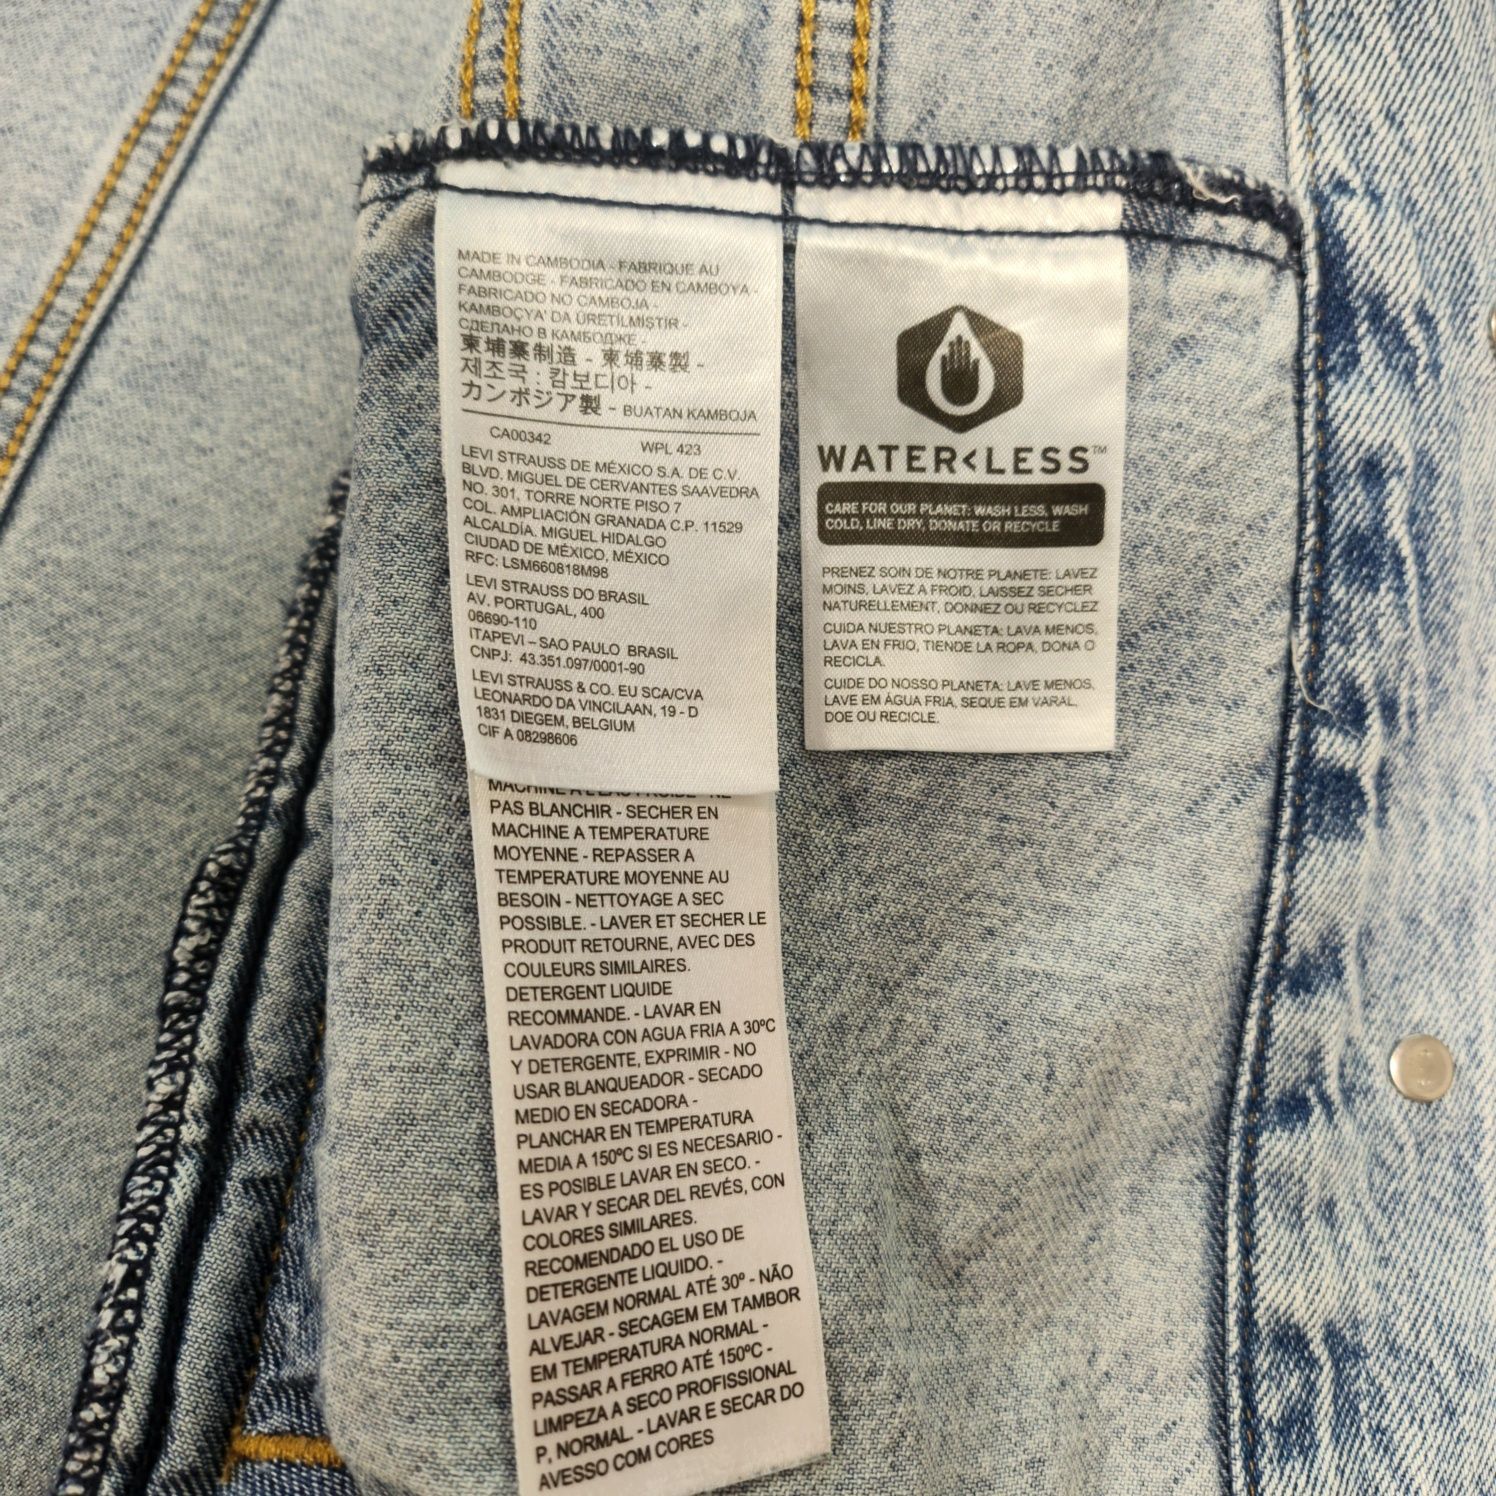 MADE IN CAMBODIA - FABRIQUE AU
CAMBODGE - FABRICADO EN CAMBOYA -
FABRICADO NO CAMBOJA -
KAMBOÇYA' DA ÜRETILMISTIR -
СДЕЛАНО В КАМБОДЖЕ -
柬埔寨制造 - 柬埔寨製 -
제조국 : 캄보디아 -
カンボジア製 - BUATAN KAMBOJA
CA00342 WPL 423
LEVI STRAUSS DE MÉXICO S.A. DE C.V.
BLVD. MIGUEL DE CERVANTES SAAVEDRA
NO. 301, TORRE NORTE PISO 7
COL. AMPLIACIÓN GRANADA C.P. 11529
ALCALDÍA. MIGUEL HIDALGO
CIUDAD DE MÉXICO, MÉXICO
RFC: LSM660818M98
LEVI STRAUSS DO BRASIL
AV. PORTUGAL, 400
06690-110
ITAPEVI – SAO PAULO BRASIL
CNPJ: 43.351.097/0001-90
LEVI STRAUSS & CO. EU SCA/CVA
LEONARDO DA VINCILAAN, 19 - D
1831 DIEGEM, BELGIUM
CIF A 08298606
MACHINE A L'EAU FROIDE - NE
PAS BLANCHIR - SECHER EN
MACHINE A TEMPERATURE
MOYENNE - REPASSER A
TEMPERATURE MOYENNE AU
BESOIN - NETTOYAGE A SEC
POSSIBLE. - LAVER ET SECHER LE
PRODUIT RETOURNE, AVEC DES
COULEURS SIMILAIRES.
DETERGENT LIQUIDE
RECOMMANDE. - LAVAR EN
LAVADORA CON AGUA FRIA A 30ºC
Y DETERGENTE, EXPRIMIR - NO
USAR BLANQUEADOR - SECADO
MEDIO EN SECADORA -
PLANCHAR EN TEMPERATURA
MEDIA A 150ºC SI ES NECESARIO -
ES POSIBLE LAVAR EN SECO. -
LAVAR Y SECAR DEL REVÉS, CON
COLORES SIMILARES.
RECOMENDADO EL USO DE
DETERGENTE LIQUIDO. -
LAVAGEM NORMAL ATÉ 30º - NÃO
ALVEJAR - SECAGEM EM TAMBOR
EM TEMPERATURA NORMAL -
PASSAR A FERRO ATÉ 150ºC -
LIMPEZA A SECO PROFISSIONAL
P, NORMAL. - LAVAR E SECAR DO
AVESSO COM CORES
WATER<LESS™
CARE FOR OUR PLANET: WASH LESS, WASH
COLD, LINE DRY, DONATE OR RECYCLE
PRENEZ SOIN DE NOTRE PLANETE: LAVEZ
MOINS, LAVEZ A FROID, LAISSEZ SECHER
NATURELLEMENT, DONNEZ OU RECYCLEZ
CUIDA NUESTRO PLANETA: LAVA MENOS,
LAVA EN FRIO, TIENDE LA ROPA, DONA O
RECICLA.
CUIDE DO NOSSO PLANETA: LAVE MENOS,
LAVE EM ÁGUA FRIA, SEQUE EM VARAL,
DOE OU RECICLE.